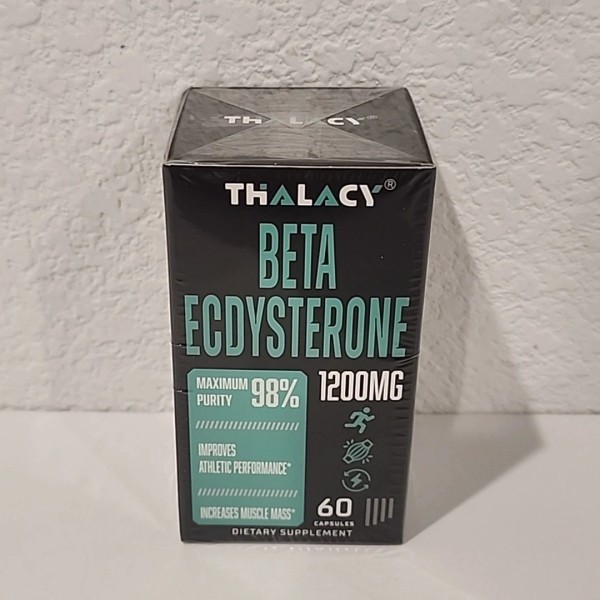 THALACY®
THALACY®
BETA
ECDYSTERONE
MAXIMUM
PURITY 98%
1200MG
IMPROVES
ATHLETIC PERFORMANCE*
INCREASES MUSCLE MASS*
60
CAPSULES
DIETARY SUPPLEMENT